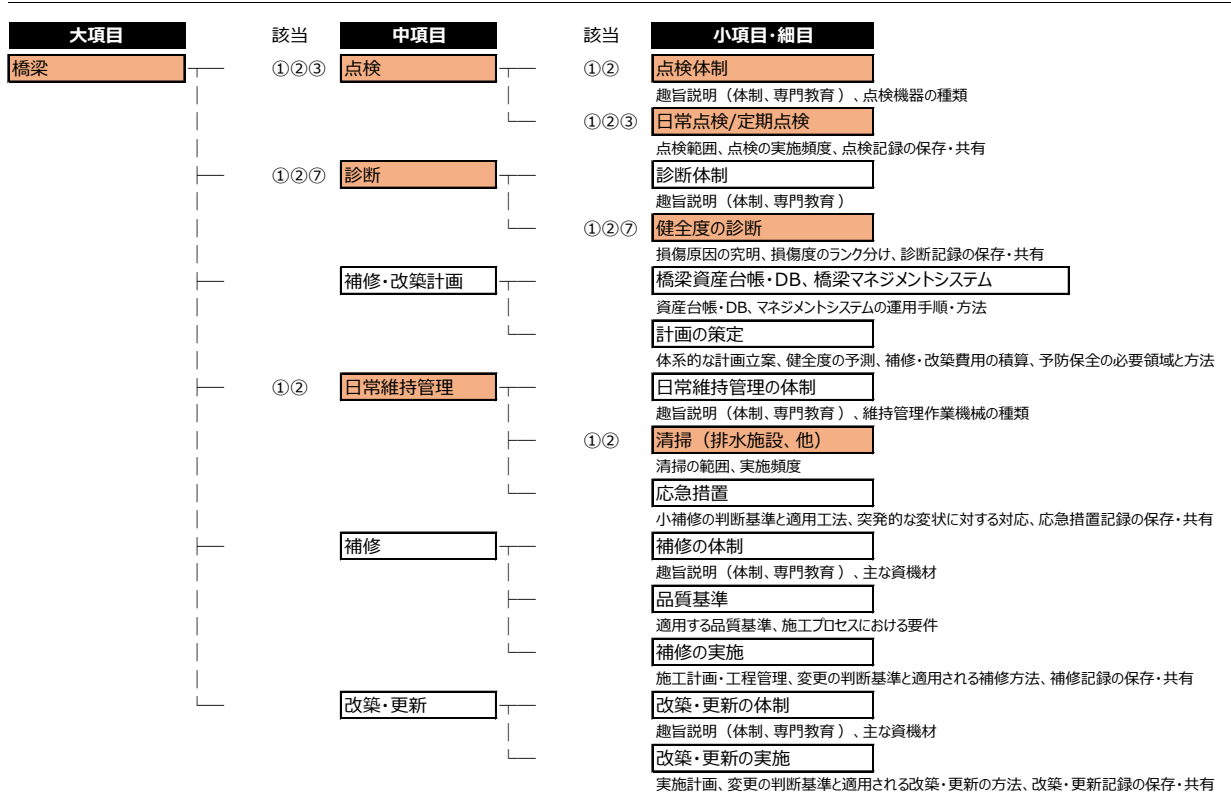 大項目 該当 中項目 該当 小項目・細目
橋梁 ①②③ 点検 ①② 点検体制
趣旨説明（体制、専門教育）、点検機器の種類
①②③ 日常点検/定期点検
点検範囲、点検の実施頻度、点検記録の保存・共有
①②⑦ 診断 診断体制
趣旨説明（体制、専門教育）
①②⑦ 健全度の診断
損傷原因の究明、損傷度のランク分け、診断記録の保存・共有
補修・改築計画 橋梁資産台帳・DB、橋梁マネジメントシステム
資産台帳・DB、マネジメントシステムの運用手順・方法
計画の策定
体系的な計画立案、健全度の予測、補修・改築費用の積算、予防保全の必要領域と方法
①② 日常維持管理 日常維持管理の体制
趣旨説明（体制、専門教育）、維持管理作業機械の種類
①② 清掃（排水施設、他）
清掃の範囲、実施頻度
応急措置
小補修の判断基準と適用工法、突発的な変状に対する対応、応急措置記録の保存・共有
補修 補修の体制
趣旨説明（体制、専門教育）、主な資機材
品質基準
適用する品質基準、施工プロセスにおける要件
補修の実施
施工計画・工程管理、変更の判断基準と適用される補修方法、補修記録の保存・共有
改築・更新 改築・更新の体制
趣旨説明（体制、専門教育）、主な資機材
改築・更新の実施
実施計画、変更の判断基準と適用される改築・更新の方法、改築・更新記録の保存・共有